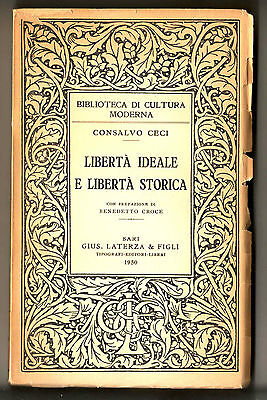 BIBLIOTECA DI CULTURA
MODERNA
CONSALVO CECI
LIBERTÀ IDEALE
E LIBERTÀ STORICA
CON PREFAZIONE DI
BENEDETTO CROCE
BARI
GIUS. LATERZA & FIGLI
TIPOGRAFI-EDITORI-LIBRAI
1930